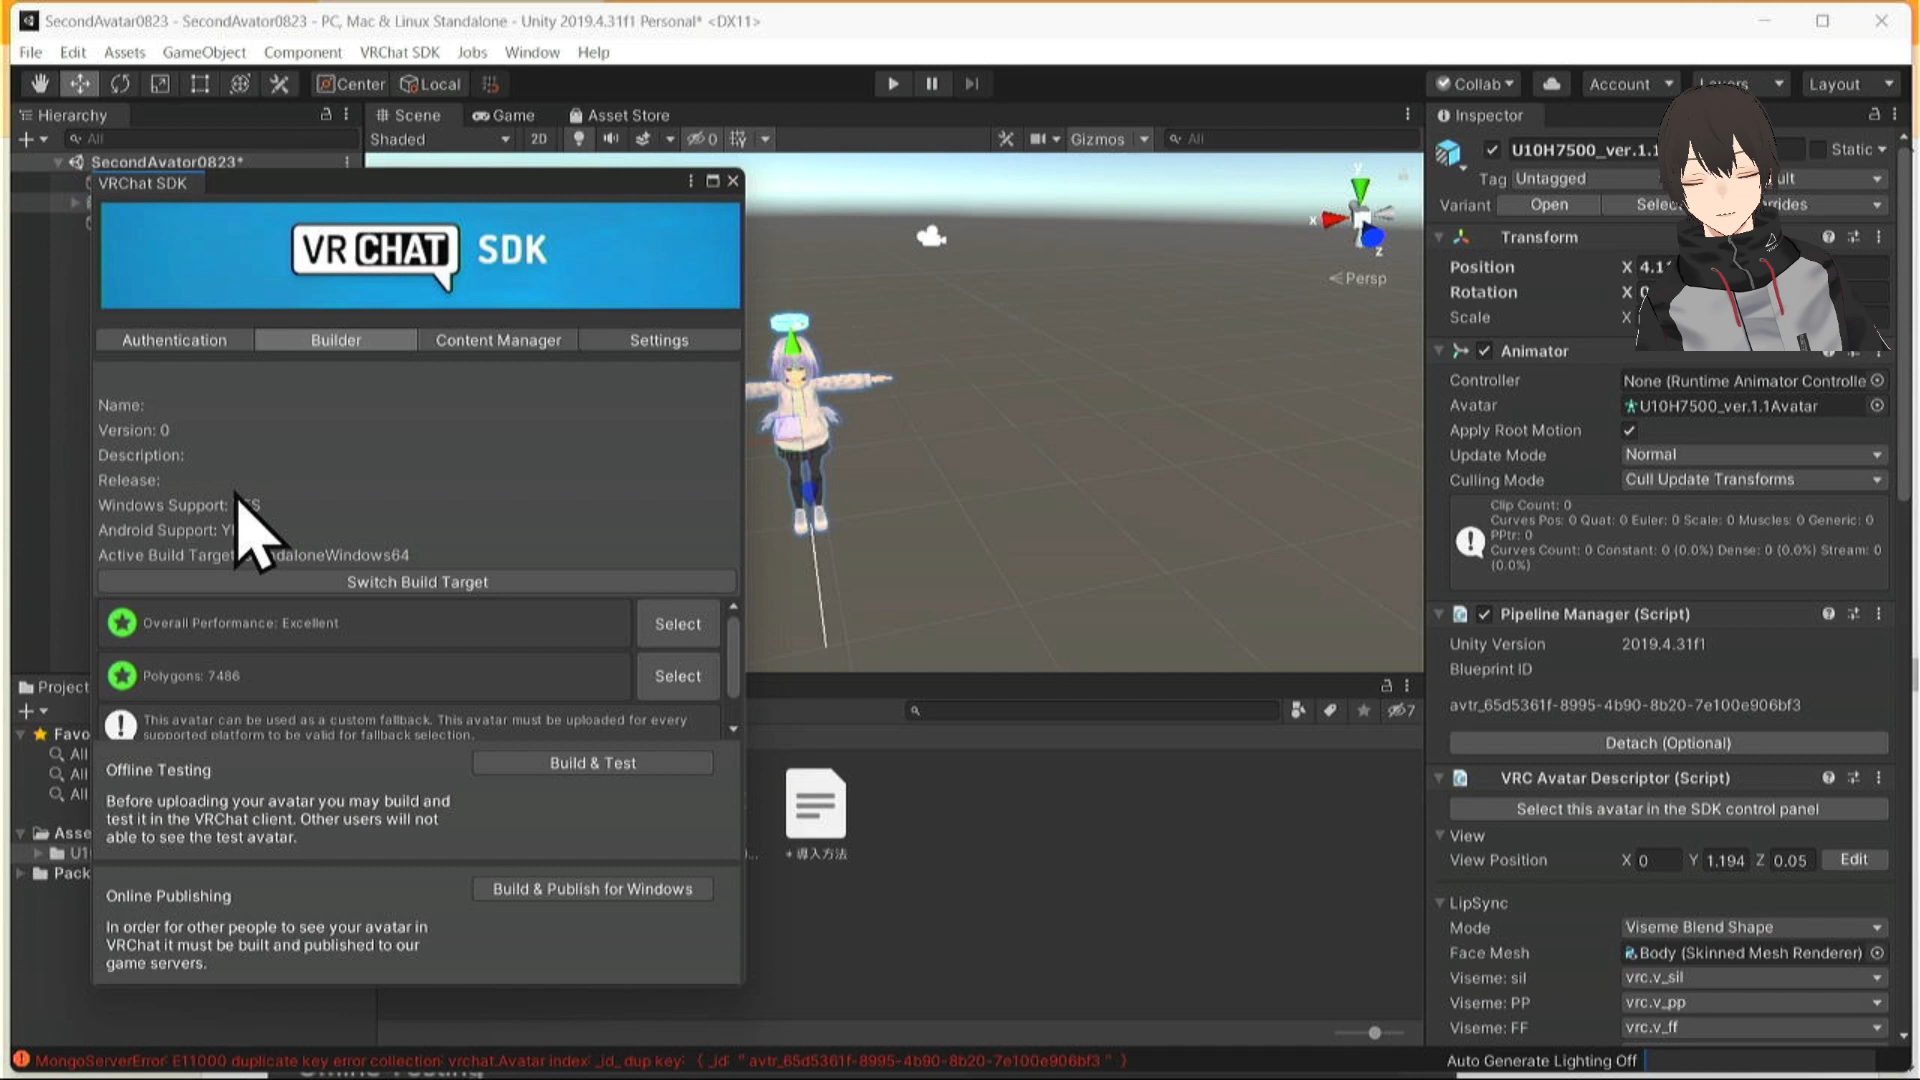 SecondAvatar0823 - SecondAvator0823 - PC, Mac & Linux Standalone - Unity 2019.4.31f1 Personal* <DX11>
File Edit Assets GameObject Component VRChat SDK Jobs Window Help
Center Local Collab Account Layout
Hierarchy Scene Game Asset Store Inspector
All Shaded 2D 0 Gizmos All
SecondAvator0823*
U10H7500_ver.1.1 Static
Tag Untagged
Variant Open
VRChat SDK
VRCHAT SDK
Authentication Builder Content Manager Settings
Name:
Version: 0
Description:
Release:
Windows Support:
Android Support:
Active Build Target
Switch Build Target
Overall Performance: Excellent Select
Polygons: 7486 Select
This avatar can be used as a custom fallback. This avatar must be uploaded for every
supported platform to be valid for fallback selection.
Offline Testing Build & Test
Before uploading your avatar you may build and
test it in the VRChat client. Other users will not
able to see the test avatar.
Online Publishing Build & Publish for Windows
In order for other people to see your avatar in
VRChat it must be built and published to our
game servers.
y
x
z
Persp
Transform
Position X
Rotation X
Scale X
Animator
Controller None (Runtime Animator Controlle
Avatar U10H7500_ver.1.1Avatar
Apply Root Motion
Update Mode Normal
Culling Mode Cull Update Transforms
Clip Count: 0
Curves Pos: 0 Quat: 0 Euler: 0 Scale: 0 Muscles: 0 Generic: 0
PPtr: 0
Curves Count: 0 Constant: 0 (0.0%) Dense: 0 (0.0%) Stream: 0
(0.0%)
Pipeline Manager (Script)
Unity Version 2019.4.31f1
Blueprint ID
avtr_65d5361f-8995-4b90-8b20-7e100e906bf3
Detach (Optional)
VRC Avatar Descriptor (Script)
Select this avatar in the SDK control panel
View
View Position X 0 Y 1.194 Z 0.05 Edit
LipSync
Mode Viseme Blend Shape
Face Mesh Body (Skinned Mesh Renderer)
Viseme: sil vrc.v_sil
Viseme: PP vrc.v_pp
Viseme: FF vrc.v_ff
Project
7
All
All
All
+導入方法
MongoServerError: E11000 duplicate key error collection: vrchat.Avatar index: _id_ dup key: { _id: "avtr_65d5361f-8995-4b90-8b20-7e100e906bf3" }
Auto Generate Lighting Off